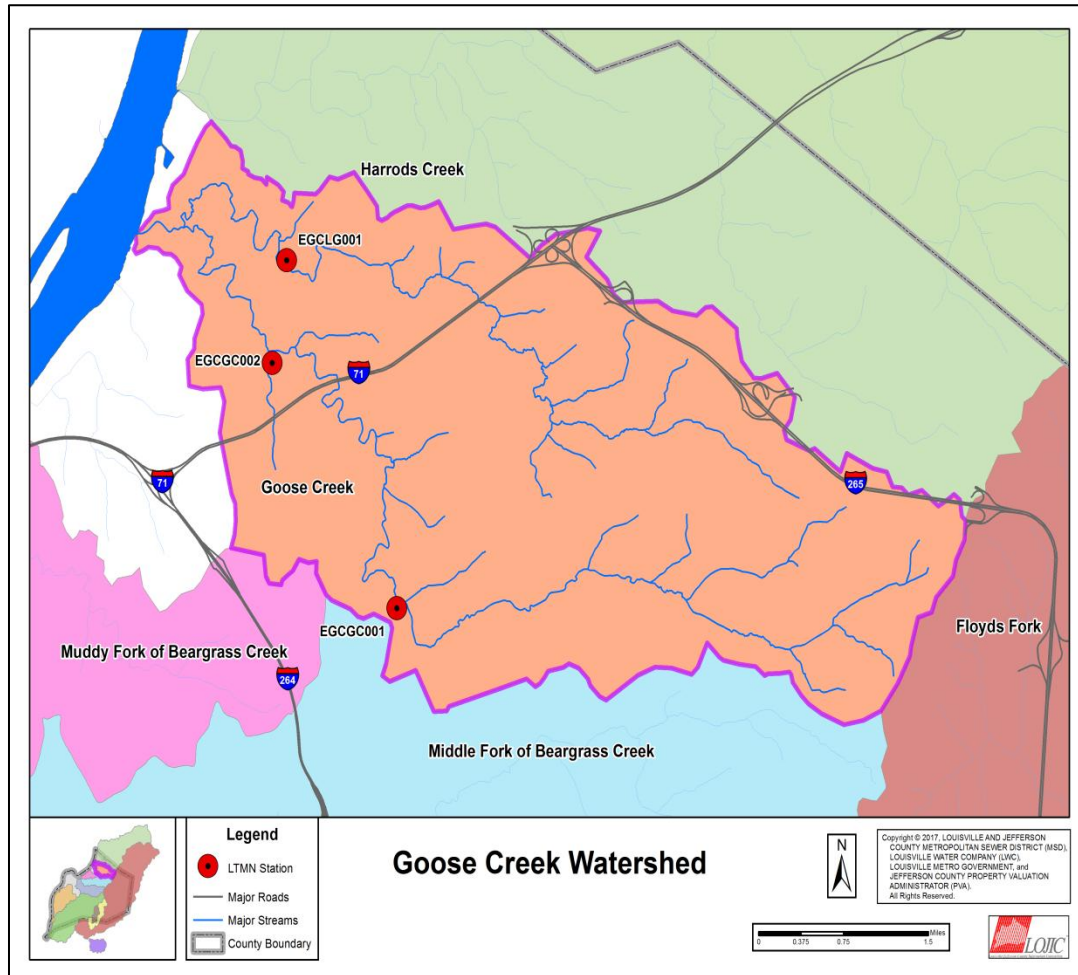 Harrods Creek
EGCLG001
EGCGC002
71
71
Goose Creek
265
EGCGC001
Floyds Fork
Muddy Fork of Beargrass Creek
264
Middle Fork of Beargrass Creek
Legend
LTMN Station
Major Roads
Major Streams
County Boundary
Goose Creek Watershed
N
Copyright © 2017, LOUISVILLE AND JEFFERSON
COUNTY METROPOLITAN SEWER DISTRICT (MSD),
LOUISVILLE WATER COMPANY (LWC),
LOUISVILLE METRO GOVERNMENT, and
JEFFERSON COUNTY PROPERTY VALUATION
ADMINISTRATOR (PVA).
All Rights Reserved.
Miles
0 0.375 0.75 1.5
LOJIC